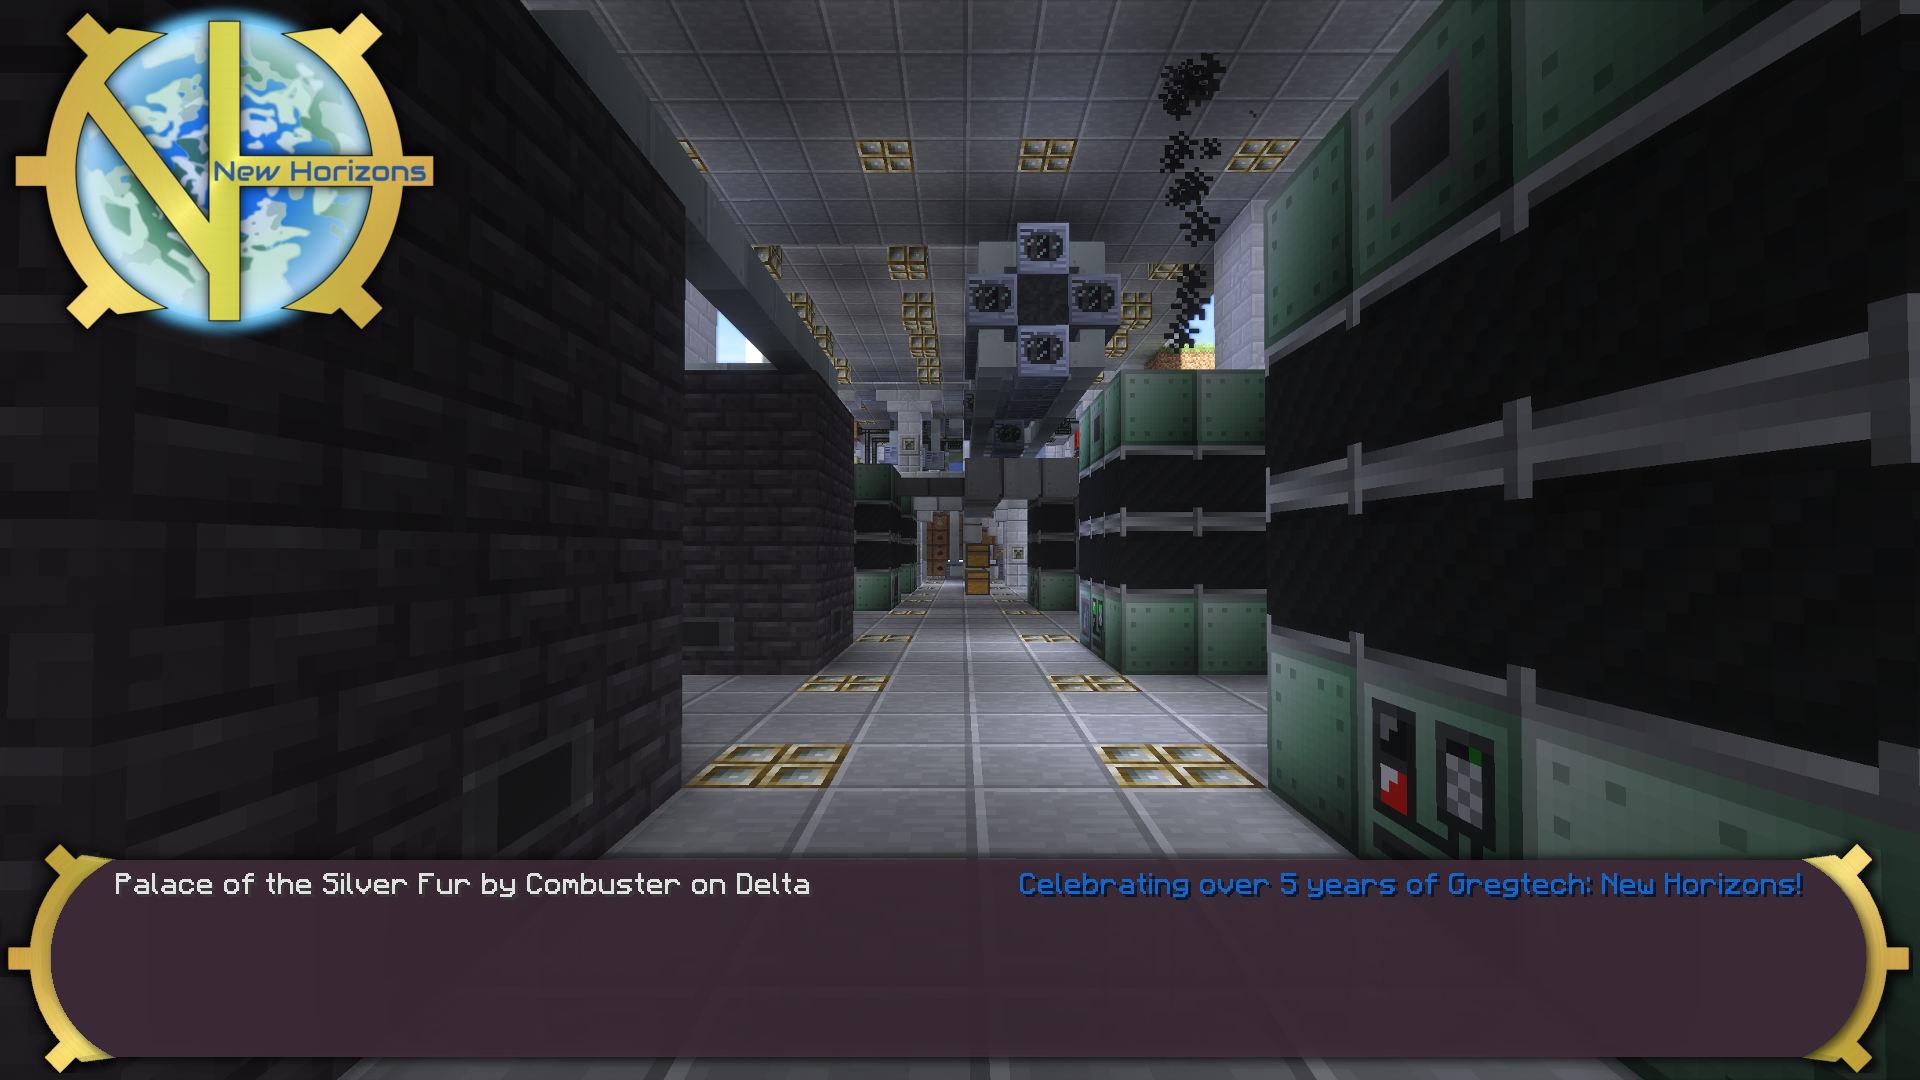 New Horizons
Palace of the Silver Fur by Combuster on Delta
Celebrating over 5 years of Gregtech: New Horizons!